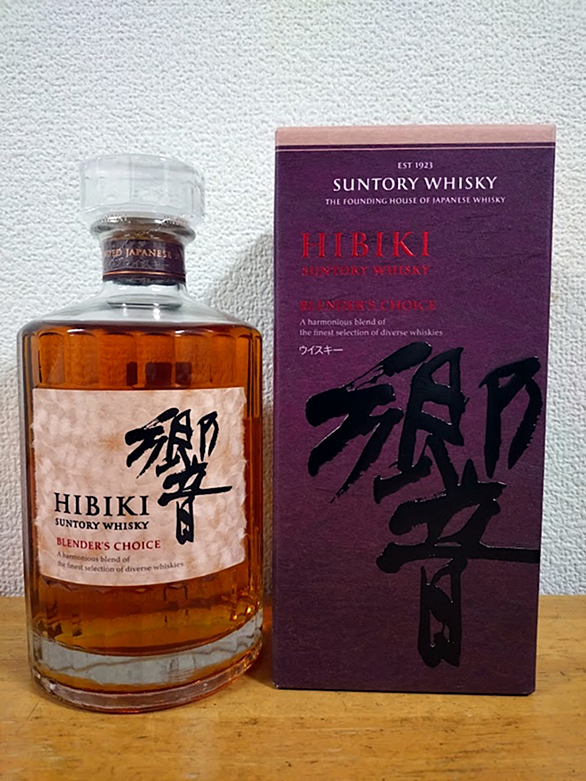 JAPANESE
響
HIBIKI
SUNTORY WHISKY
BLENDER'S CHOICE
A harmonious blend of
the finest selection of diverse whiskies
EST 1923
SUNTORY WHISKY
THE FOUNDING HOUSE OF JAPANESE WHISKY
HIBIKI
SUNTORY WHISKY
BLENDER'S CHOICE
A harmonious blend of
the finest selection of diverse whiskies
ウイスキー
響